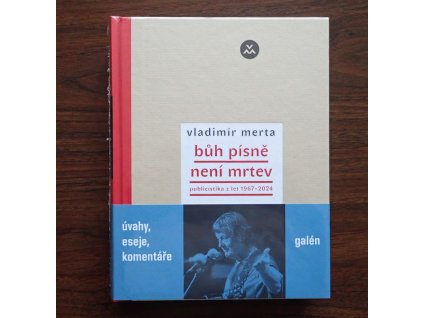 vladimír merta
bůh písně
není mrtev
publicistika z let 1967–2024
úvahy,
eseje,
komentáře
galén